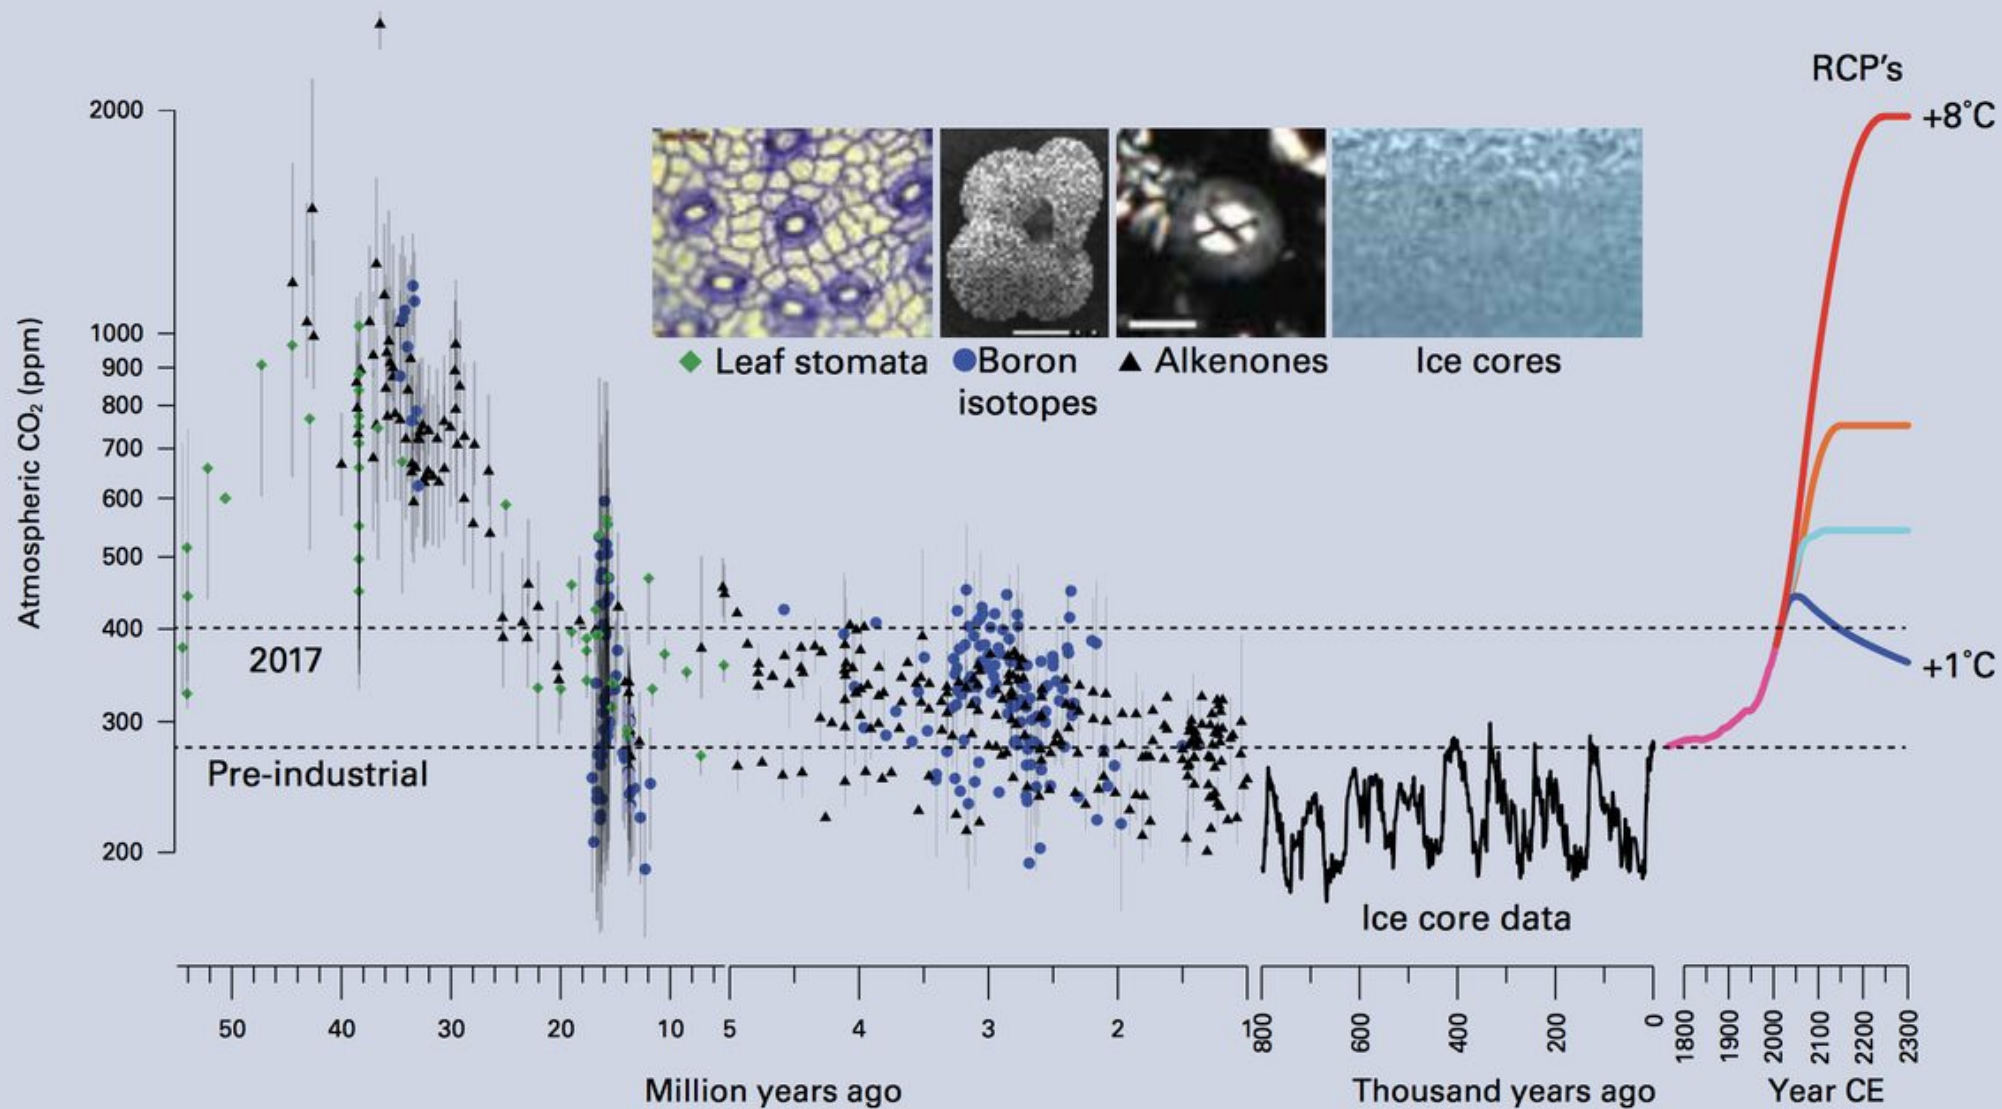 RCP's
2000
1000
900
800
700
600
500
400
300
200
Atmospheric CO₂ (ppm)
+8°C
+1°C
Leaf stomata
Boron
isotopes
Alkenones
Ice cores
2017
Pre-industrial
Ice core data
50 40 30 20 10 5 4 3 2 1 800 600 400 200 0 1800 1900 2000 2100 2200 2300
Million years ago
Thousand years ago
Year CE